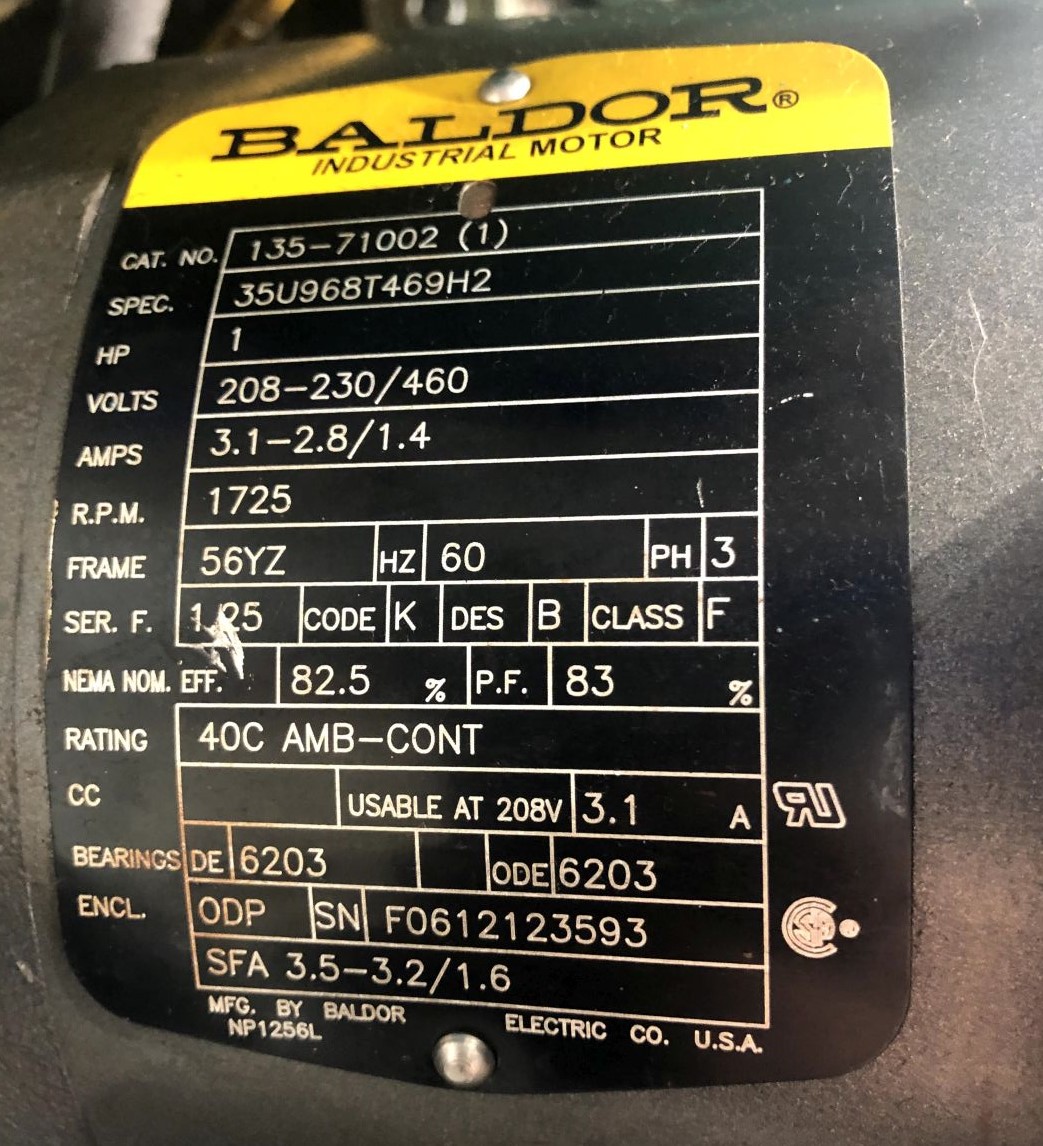 BALDOR®
INDUSTRIAL MOTOR
CAT. NO. 135-71002 (1)
SPEC. 35U968T469H2
HP 1
VOLTS 208-230/460
AMPS 3.1-2.8/1.4
R.P.M. 1725
FRAME 56YZ HZ 60 PH 3
SER. F. 1.25 CODE K DES B CLASS F
NEMA NOM. EFF. 82.5 % P.F. 83 %
RATING 40C AMB-CONT
CC USABLE AT 208V 3.1 A
BEARINGS DE 6203 ODE 6203
ENCL. ODP SN F0612123593
SFA 3.5-3.2/1.6
MFG. BY BALDOR ELECTRIC CO. U.S.A.
NP1256L